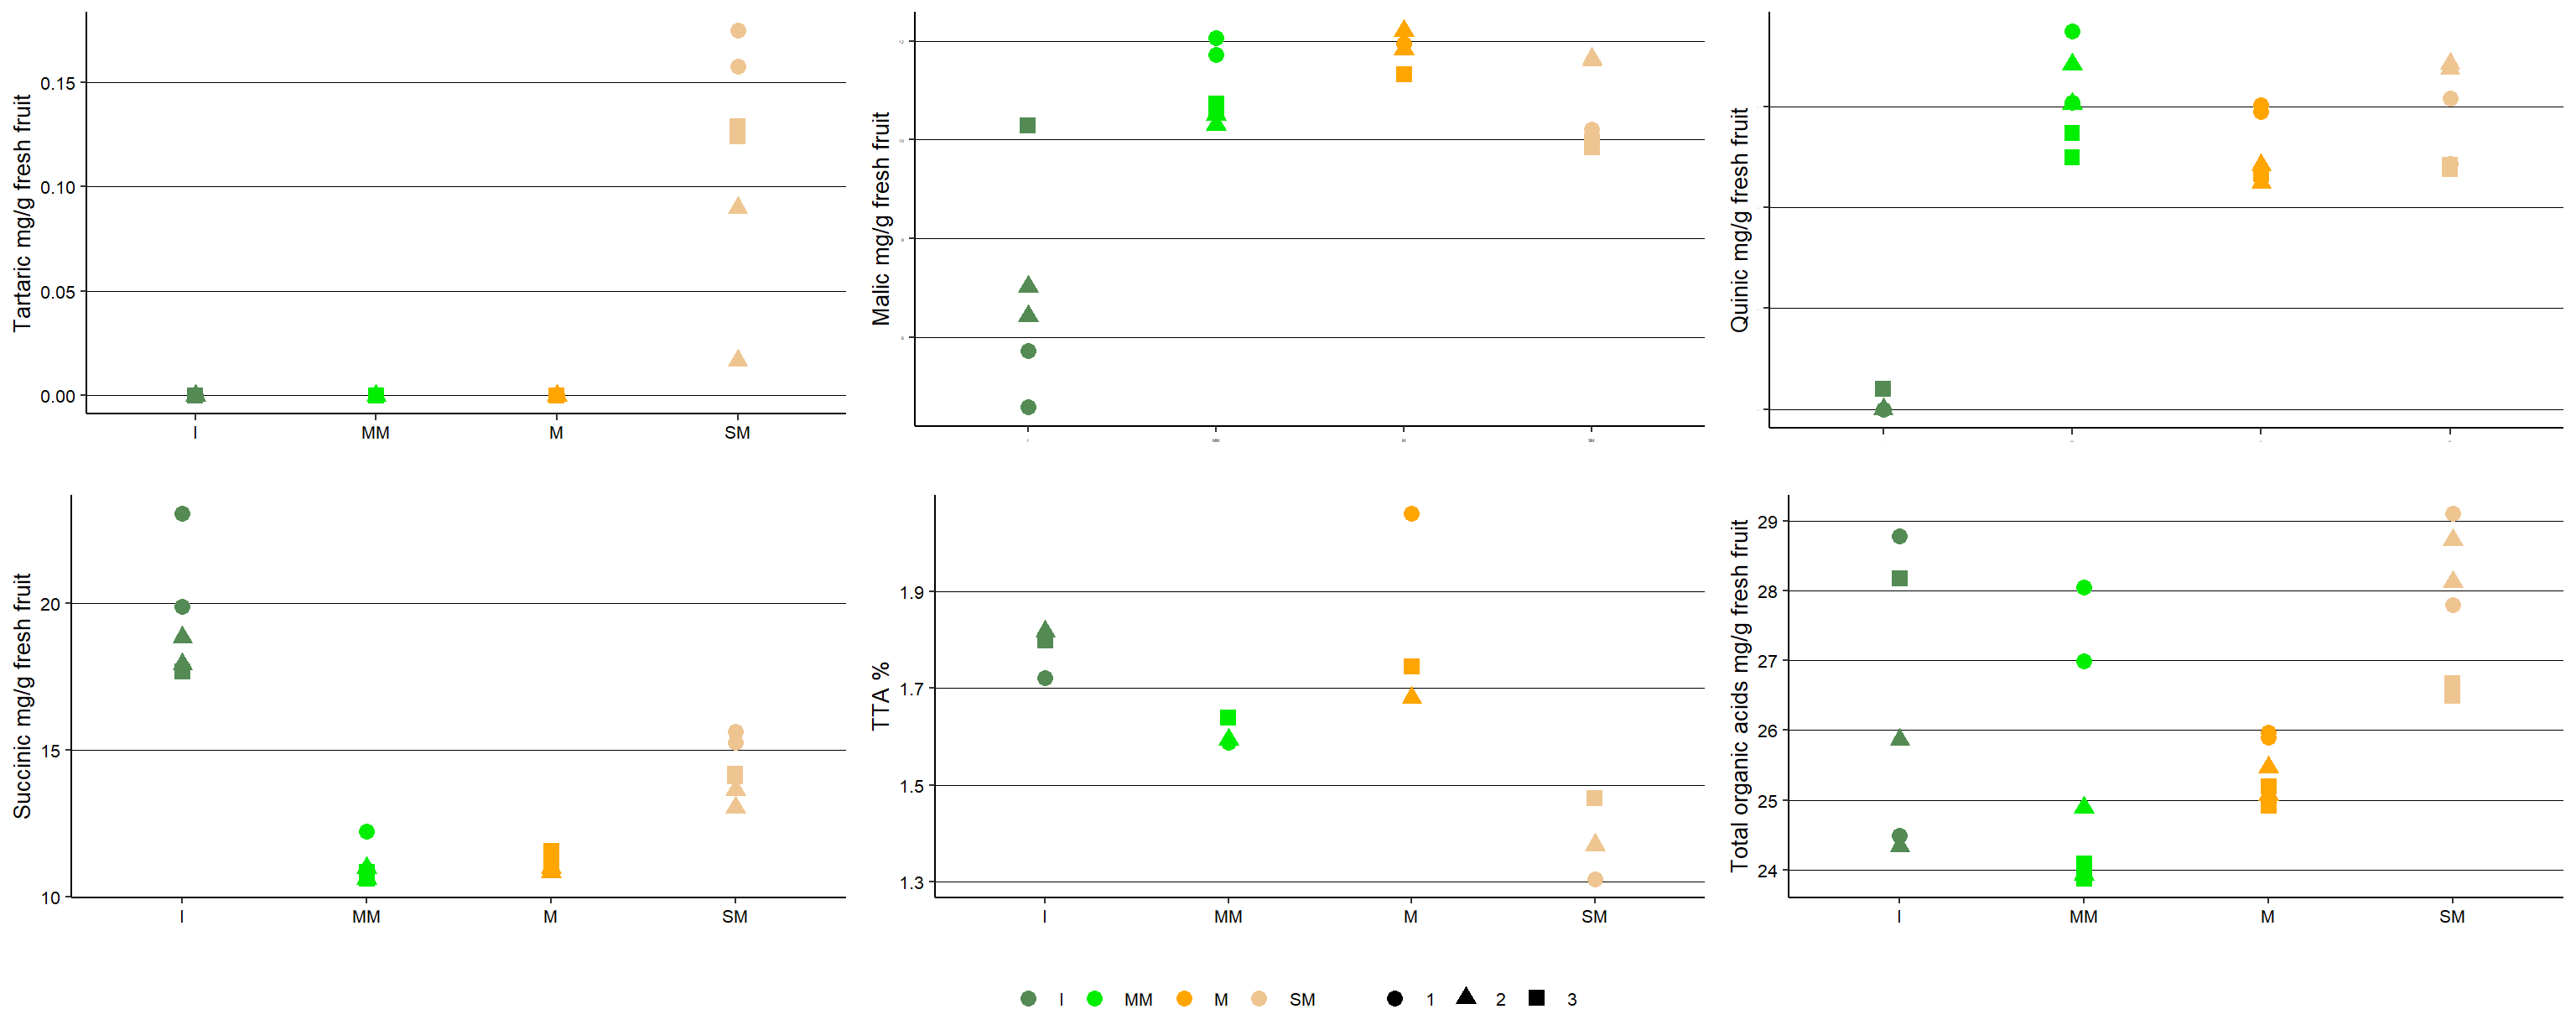 Tartaric mg/g fresh fruit
0.15
0.10
0.05
0.00
I MM M SM
Malic mg/g fresh fruit
Quinic mg/g fresh fruit
Succinic mg/g fresh fruit
20
15
10
I MM M SM
TTA %
1.9
1.7
1.5
1.3
I MM M SM
Total organic acids mg/g fresh fruit
29
28
27
26
25
24
I MM M SM
I MM M SM 1 2 3